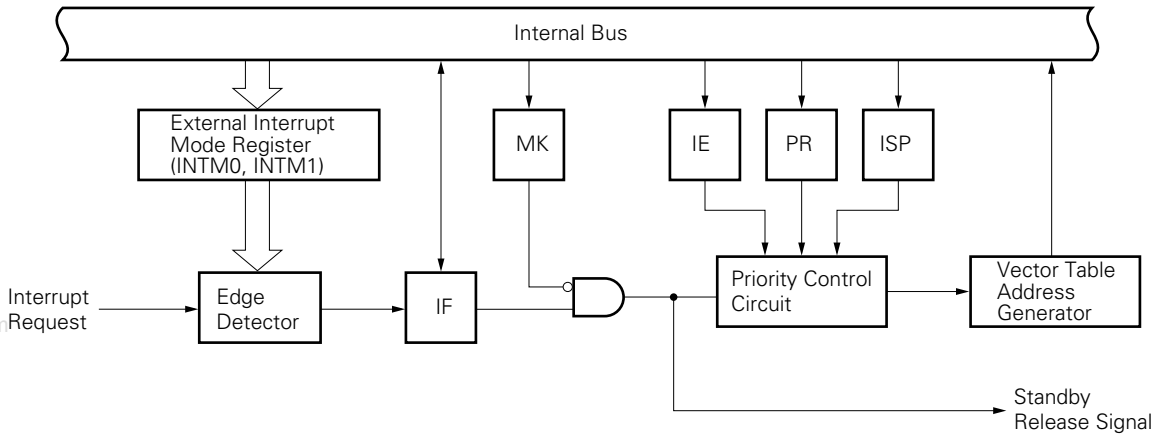 Internal Bus
External Interrupt
Mode Register
(INTM0, INTM1)
MK
IE
PR
ISP
Interrupt
Request
Edge
Detector
IF
Priority Control
Circuit
Vector Table
Address
Generator
Standby
Release Signal